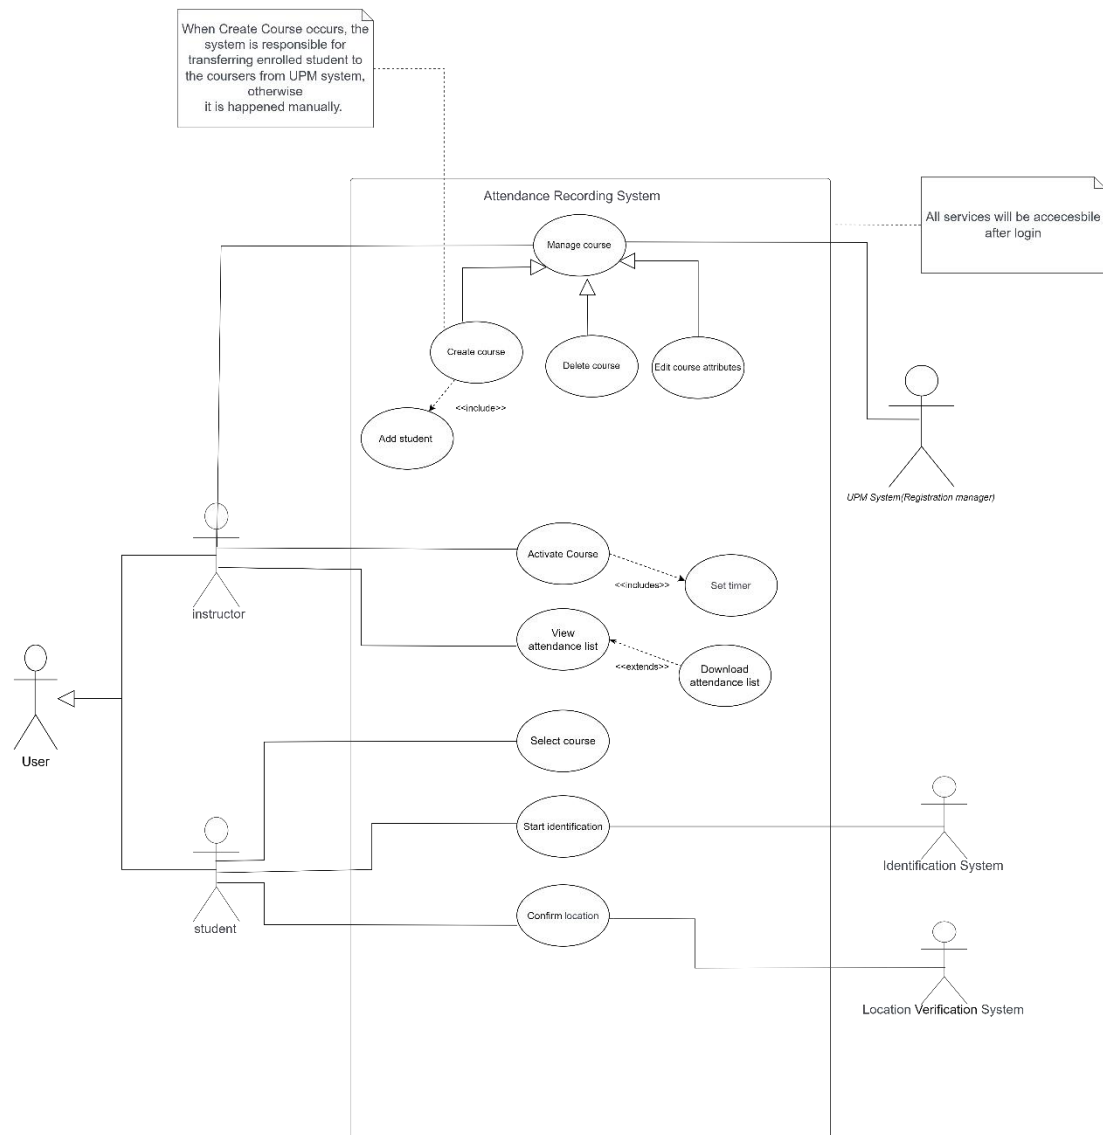 When Create Course occurs, the
system is responsible for
transferring enrolled student to
the coursers from UPM system,
otherwise
it is happened manually.
Attendance Recording System
All services will be accecesbile
after login
Manage course
Create course
Delete course
Edit course attributes
<<include>>
Add student
UPM System(Registration manager)
instructor
Activate Course
<<includes>>
Set timer
View
attendance list
<<extends>>
Download
attendance list
User
Select course
Start identification
Identification System
student
Confirm location
Location Verification System